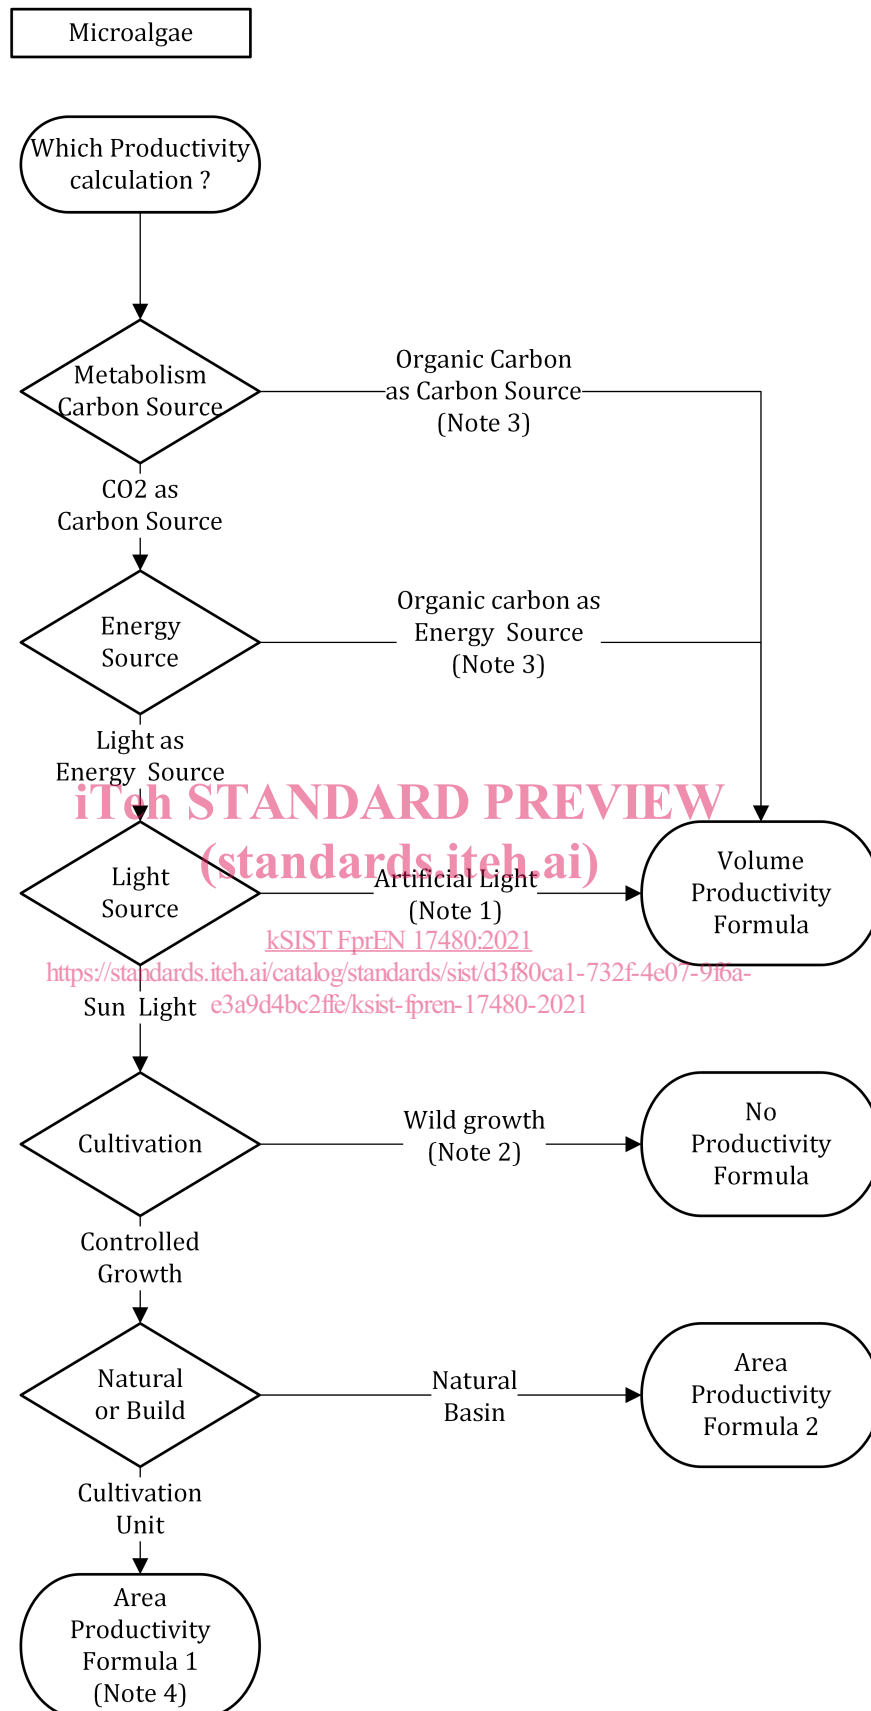 Microalgae
Which Productivity
calculation ?
Metabolism
Carbon Source
Organic Carbon
as Carbon Source
(Note 3)
CO2 as
Carbon Source
Energy
Source
Organic carbon as
Energy Source
(Note 3)
Light as
Energy Source
iTeh STANDARD PREVIEW
(standards.iteh.ai)
Light
Source
Artificial Light
(Note 1)
Volume
Productivity
Formula
kSIST FprEN 17480:2021
https://standards.iteh.ai/catalog/standards/sist/d3f80ca1-732f-4e07-9f6a-
e3a9d4bc2ffe/ksist-fpren-17480-2021
Sun Light
Cultivation
Wild growth
(Note 2)
No
Productivity
Formula
Controlled
Growth
Natural
or Build
Natural
Basin
Area
Productivity
Formula 2
Cultivation
Unit
Area
Productivity
Formula 1
(Note 4)